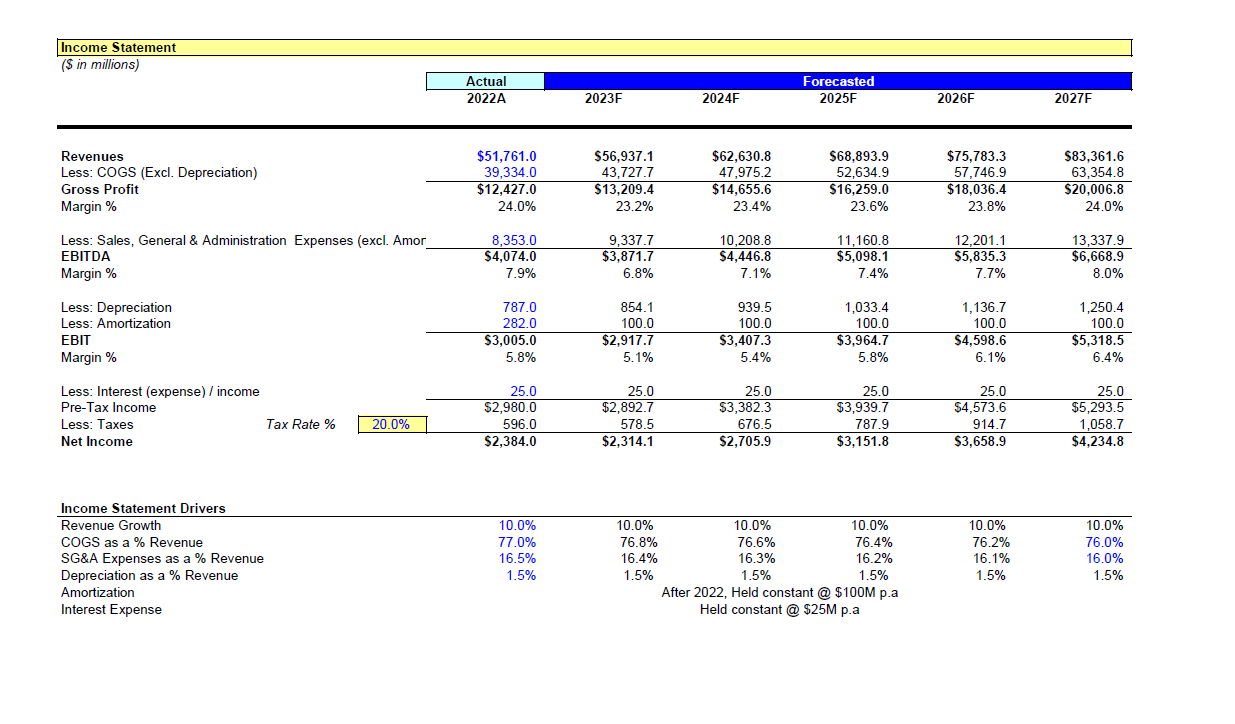 Income Statement
($ in millions)
Actual Forecasted
2022A 2023F 2024F 2025F 2026F 2027F
Revenues $51,761.0 $56,937.1 $62,630.8 $68,893.9 $75,783.3 $83,361.6
Less: COGS (Excl. Depreciation) 39,334.0 43,727.7 47,975.2 52,634.9 57,746.9 63,354.8
Gross Profit $12,427.0 $13,209.4 $14,655.6 $16,259.0 $18,036.4 $20,006.8
Margin % 24.0% 23.2% 23.4% 23.6% 23.8% 24.0%
Less: Sales, General & Administration Expenses (excl. Amor 8,353.0 9,337.7 10,208.8 11,160.8 12,201.1 13,337.9
EBITDA $4,074.0 $3,871.7 $4,446.8 $5,098.1 $5,835.3 $6,668.9
Margin % 7.9% 6.8% 7.1% 7.4% 7.7% 8.0%
Less: Depreciation 787.0 854.1 939.5 1,033.4 1,136.7 1,250.4
Less: Amortization 282.0 100.0 100.0 100.0 100.0 100.0
EBIT $3,005.0 $2,917.7 $3,407.3 $3,964.7 $4,598.6 $5,318.5
Margin % 5.8% 5.1% 5.4% 5.8% 6.1% 6.4%
Less: Interest (expense) / income 25.0 25.0 25.0 25.0 25.0 25.0
Pre-Tax Income $2,980.0 $2,892.7 $3,382.3 $3,939.7 $4,573.6 $5,293.5
Less: Taxes Tax Rate % 20.0% 596.0 578.5 676.5 787.9 914.7 1,058.7
Net Income $2,384.0 $2,314.1 $2,705.9 $3,151.8 $3,658.9 $4,234.8
Income Statement Drivers
Revenue Growth 10.0% 10.0% 10.0% 10.0% 10.0% 10.0%
COGS as a % Revenue 77.0% 76.8% 76.6% 76.4% 76.2% 76.0%
SG&A Expenses as a % Revenue 16.5% 16.4% 16.3% 16.2% 16.1% 16.0%
Depreciation as a % Revenue 1.5% 1.5% 1.5% 1.5% 1.5% 1.5%
Amortization After 2022, Held constant @ $100M p.a
Interest Expense Held constant @ $25M p.a